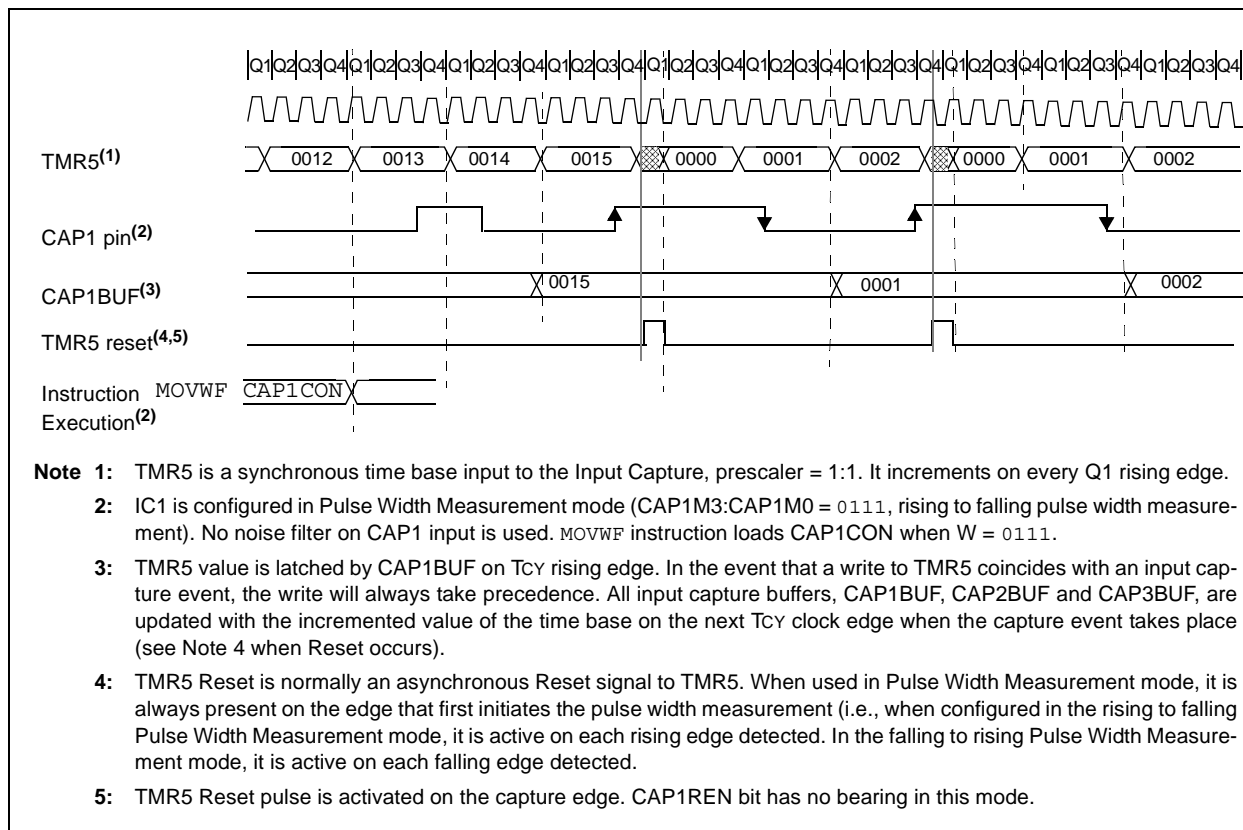 Q1 Q2 Q3 Q4 Q1 Q2 Q3 Q4 Q1 Q2 Q3 Q4 Q1 Q2 Q3 Q4 Q1 Q2 Q3 Q4 Q1 Q2 Q3 Q4 Q1 Q2 Q3 Q4 Q1 Q2 Q3 Q4 Q1 Q2 Q3 Q4 Q1 Q2 Q3 Q4
TMR5(1) 0012 0013 0014 0015 0000 0001 0002 0000 0001 0002
CAP1 pin(2)
CAP1BUF(3) 0015 0001 0002
TMR5 reset(4,5)
Instruction MOVWF CAP1CON
Execution(2)
Note 1: TMR5 is a synchronous time base input to the Input Capture, prescaler = 1:1. It increments on every Q1 rising edge.
2: IC1 is configured in Pulse Width Measurement mode (CAP1M3:CAP1M0 = 0111, rising to falling pulse width measure-
ment). No noise filter on CAP1 input is used. MOVWF instruction loads CAP1CON when W = 0111.
3: TMR5 value is latched by CAP1BUF on TCY rising edge. In the event that a write to TMR5 coincides with an input cap-
ture event, the write will always take precedence. All input capture buffers, CAP1BUF, CAP2BUF and CAP3BUF, are
updated with the incremented value of the time base on the next TCY clock edge when the capture event takes place
(see Note 4 when Reset occurs).
4: TMR5 Reset is normally an asynchronous Reset signal to TMR5. When used in Pulse Width Measurement mode, it is
always present on the edge that first initiates the pulse width measurement (i.e., when configured in the rising to falling
Pulse Width Measurement mode, it is active on each rising edge detected. In the falling to rising Pulse Width Measure-
ment mode, it is active on each falling edge detected.
5: TMR5 Reset pulse is activated on the capture edge. CAP1REN bit has no bearing in this mode.